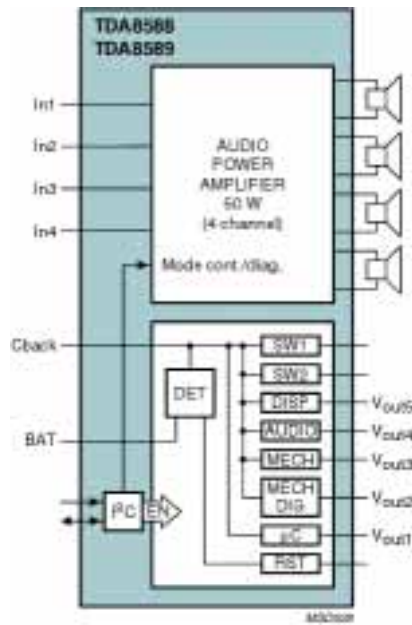 TDA8588
TDA8589
In1
In2
In3
In4
AUDIO
POWER
AMPLIFIER
50 W
(4 channel)
Mode cont./diag.
Cback
BAT
DET
I²C
EN
SW1
SW2
DISP
AUDIO
MECH
MECH
DIG
µC
RST
Vout5
Vout4
Vout3
Vout2
Vout1